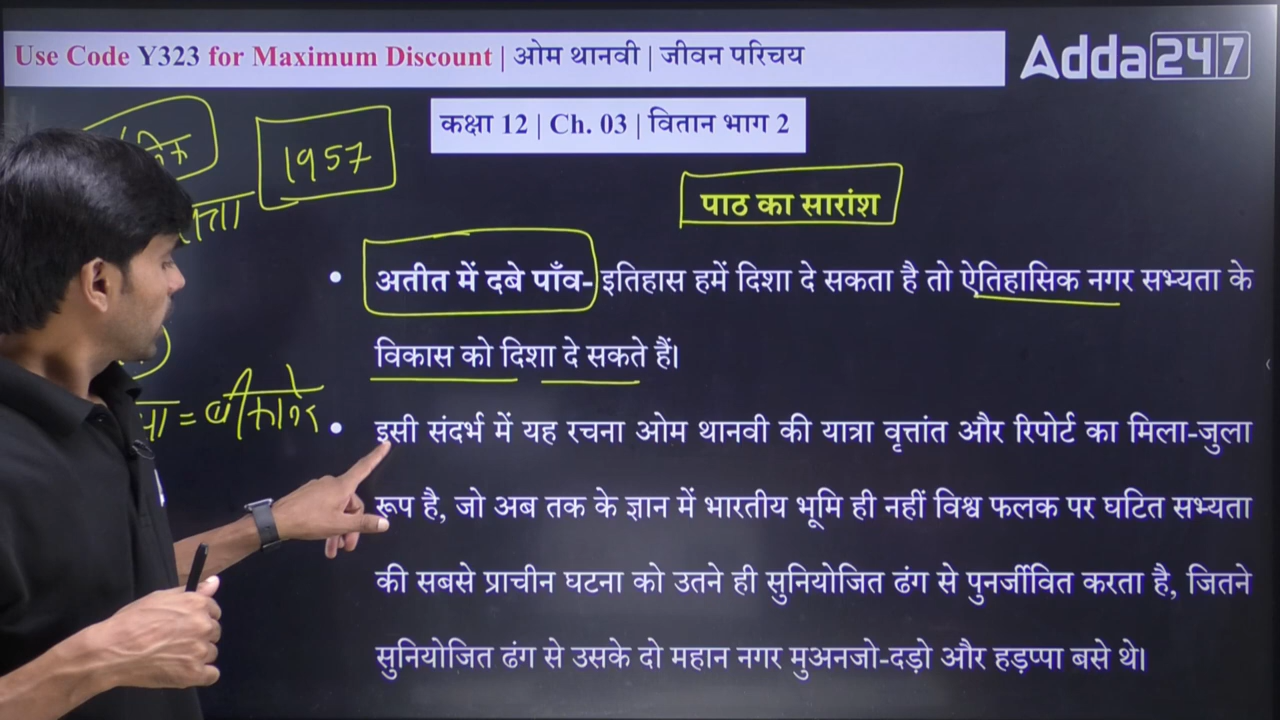 Use Code Y323 for Maximum Discount | ओम थानवी | जीवन परिचय
Adda247
कक्षा 12 | Ch. 03 | वितान भाग 2
1957
पाठ का सारांश
• अतीत में दबे पाँव- इतिहास हमें दिशा दे सकता है तो ऐतिहासिक नगर सभ्यता के
विकास को दिशा दे सकते हैं।
= बीकानेर
• इसी संदर्भ में यह रचना ओम थानवी की यात्रा वृत्तांत और रिपोर्ट का मिला-जुला
रूप है, जो अब तक के ज्ञान में भारतीय भूमि ही नहीं विश्व फलक पर घटित सभ्यता
की सबसे प्राचीन घटना को उतने ही सुनियोजित ढंग से पुनर्जीवित करता है, जितने
सुनियोजित ढंग से उसके दो महान नगर मुअनजो-दड़ो और हड़प्पा बसे थे।